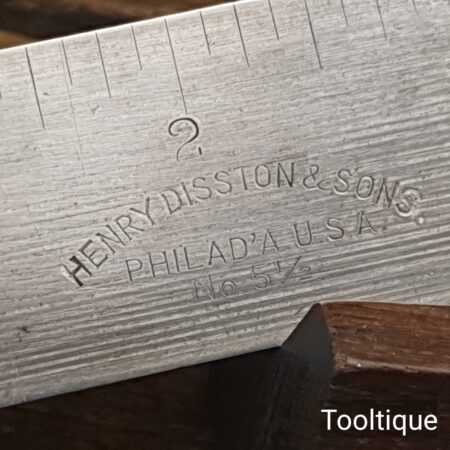 2
HENRY DISSTON & SONS.
PHILAD'A U.S.A.
No 5½
Tooltique